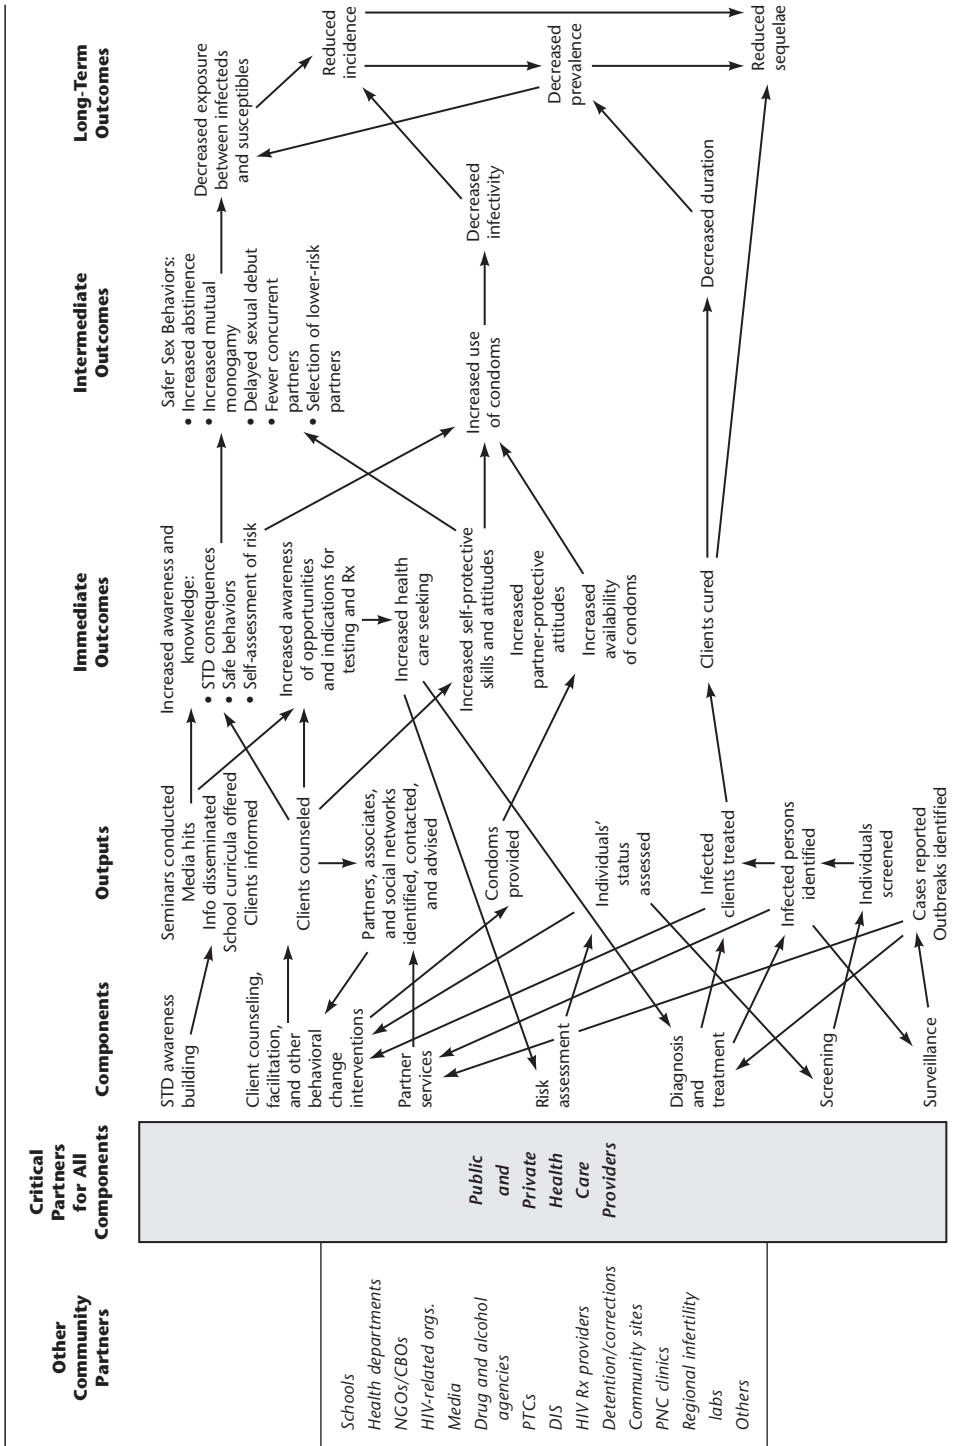 Other
Community
Partners
Schools
Health departments
NGOs/CBOs
HIV-related orgs.
Media
Drug and alcohol
agencies
PTCs
DIS
HIV Rx providers
Detention/corrections
Community sites
PNC clinics
Regional infertility
labs
Others
Critical
Partners
for All
Components
Public
and
Private
Health
Care
Providers
Components
STD awareness
building
Client counseling,
facilitation,
and other
behavioral
change
interventions
Partner
services
Risk
assessment
Diagnosis
and
treatment
Screening
Surveillance
Outputs
Seminars conducted
Media hits
Info disseminated
School curricula offered
Clients informed
Clients counseled
Partners, associates,
and social networks
identified, contacted,
and advised
Condoms
provided
Individuals’
status
assessed
Infected
clients treated
Infected persons
identified
Individuals
screened
Cases reported
Outbreaks identified
Immediate
Outcomes
Increased awareness and
knowledge:
• STD consequences
• Safe behaviors
• Self-assessment of risk
Increased awareness
of opportunities
and indications for
testing and Rx
Increased health
care seeking
Increased self-protective
skills and attitudes
Increased
partner-protective
attitudes
Increased
availability
of condoms
Clients cured
Intermediate
Outcomes
Safer Sex Behaviors:
• Increased abstinence
• Increased mutual
monogamy
• Delayed sexual debut
• Fewer concurrent
partners
• Selection of lower-risk
partners
Increased use
of condoms
Decreased
infectivity
Decreased duration
Long-Term
Outcomes
Decreased exposure
between infecteds
and susceptibles
Reduced
incidence
Decreased
prevalence
Reduced
sequelae